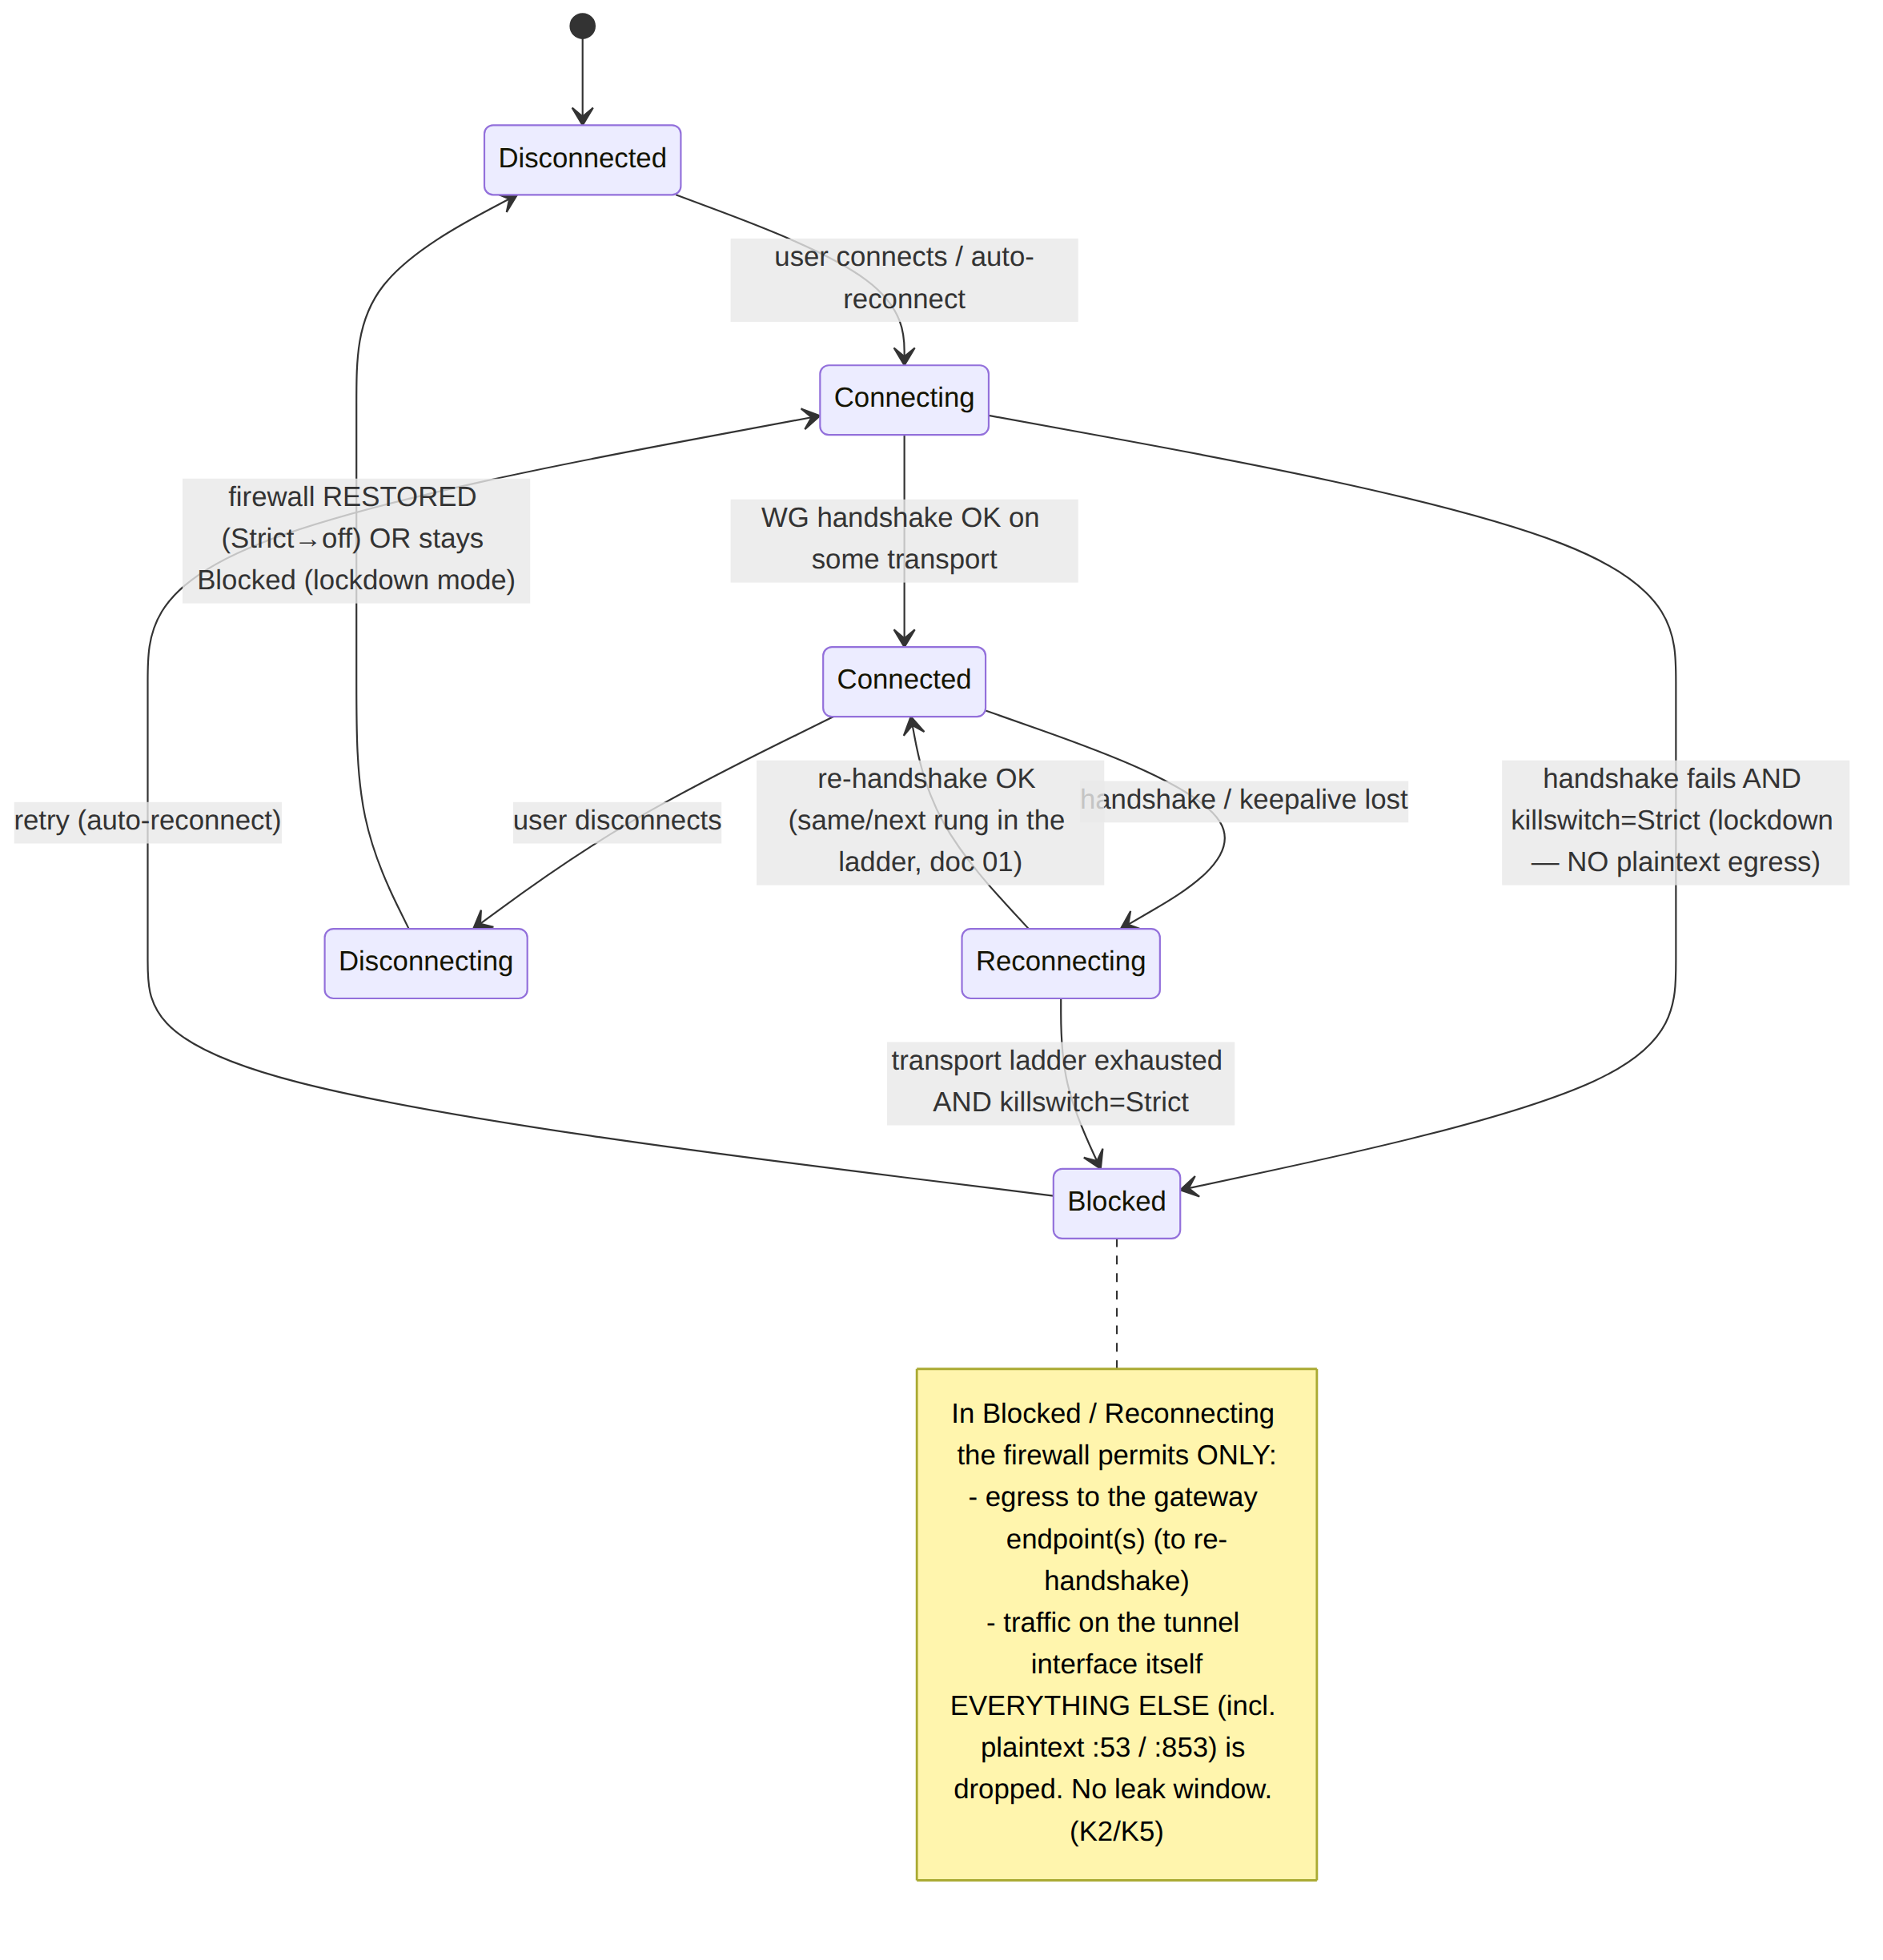 Disconnected
user connects / auto-
reconnect
Connecting
firewall RESTORED
(Strict→off) OR stays
Blocked (lockdown mode)
WG handshake OK on
some transport
Connected
retry (auto-reconnect)
user disconnects
re-handshake OK
(same/next rung in the
ladder, doc 01)
handshake / keepalive lost
handshake fails AND
killswitch=Strict (lockdown
— NO plaintext egress)
Disconnecting
Reconnecting
transport ladder exhausted
AND killswitch=Strict
Blocked
In Blocked / Reconnecting
the firewall permits ONLY:
- egress to the gateway
endpoint(s) (to re-
handshake)
- traffic on the tunnel
interface itself
EVERYTHING ELSE (incl.
plaintext :53 / :853) is
dropped. No leak window.
(K2/K5)